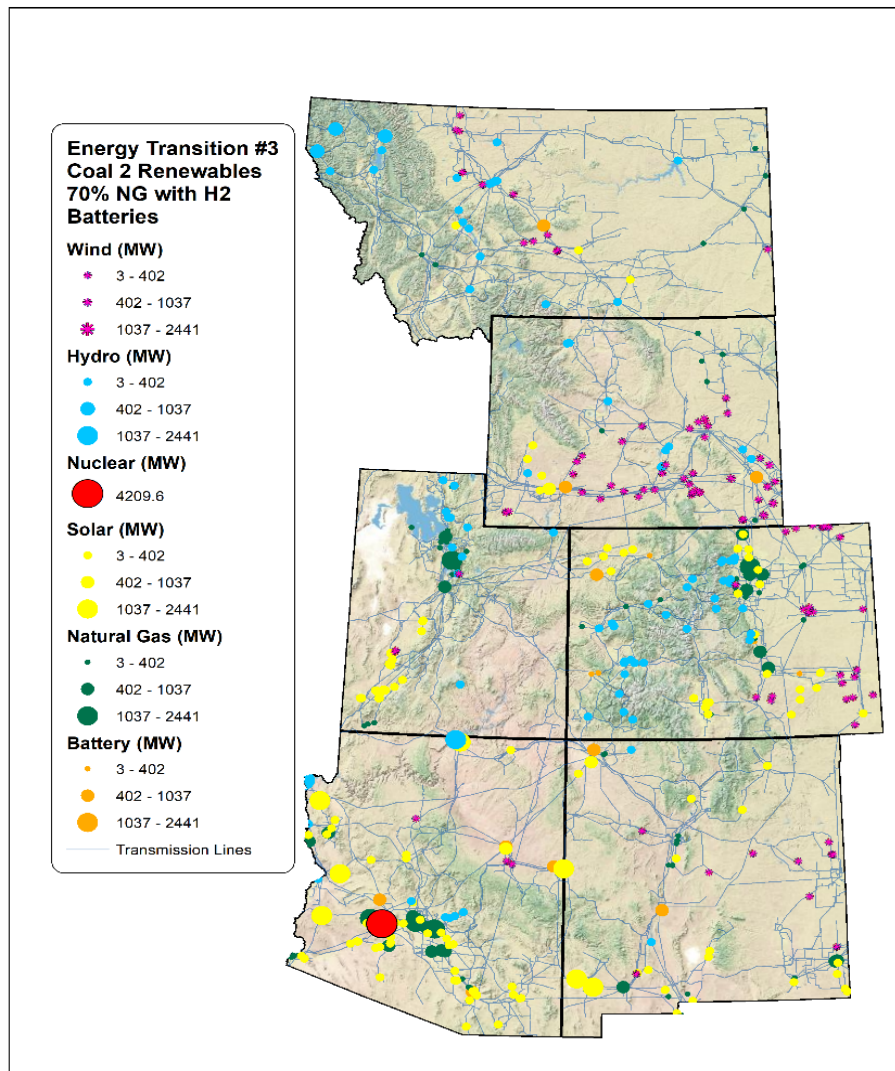 Energy Transition #3
Coal 2 Renewables
70% NG with H2
Batteries
Wind (MW)
3 - 402
402 - 1037
1037 - 2441
Hydro (MW)
3 - 402
402 - 1037
1037 - 2441
Nuclear (MW)
4209.6
Solar (MW)
3 - 402
402 - 1037
1037 - 2441
Natural Gas (MW)
3 - 402
402 - 1037
1037 - 2441
Battery (MW)
3 - 402
402 - 1037
1037 - 2441
Transmission Lines